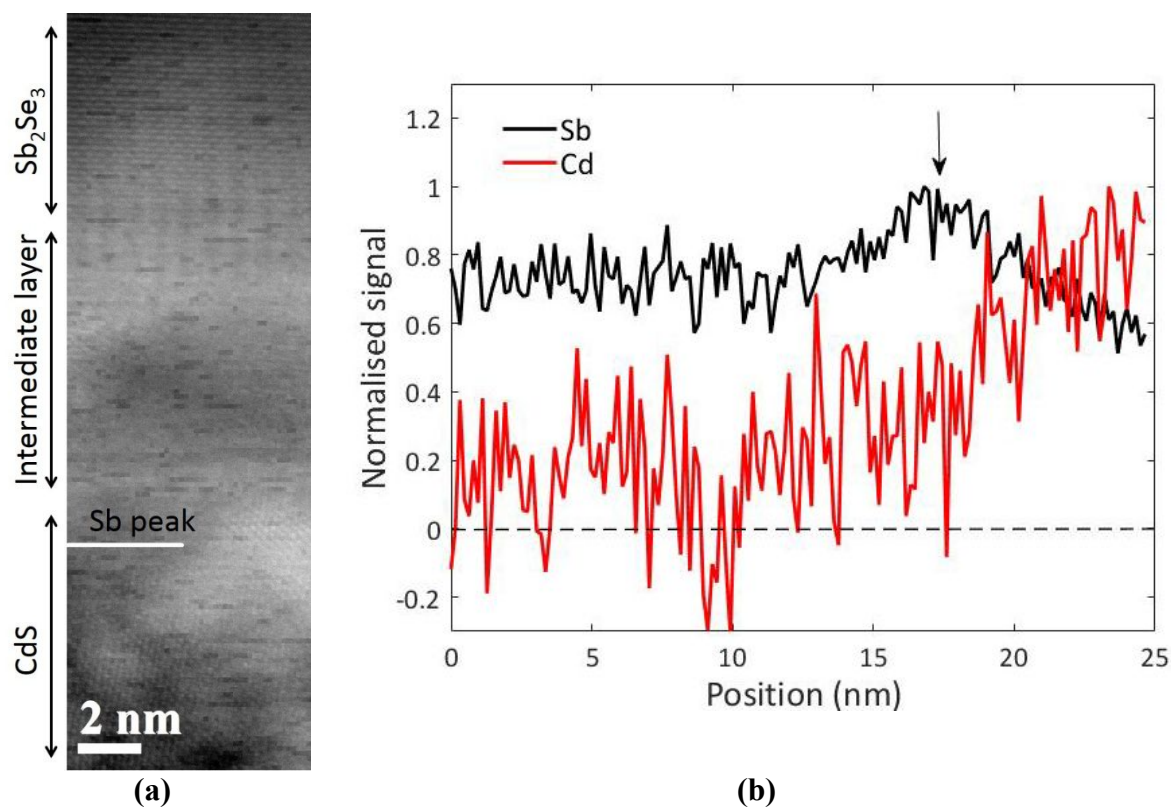 Sb2Se3
Intermediate layer
CdS
Sb peak
2 nm
(a)
Normalised signal
1.2
1
0.8
0.6
0.4
0.2
0
-0.2
Sb
Cd
0 5 10 15 20 25
Position (nm)
(b)